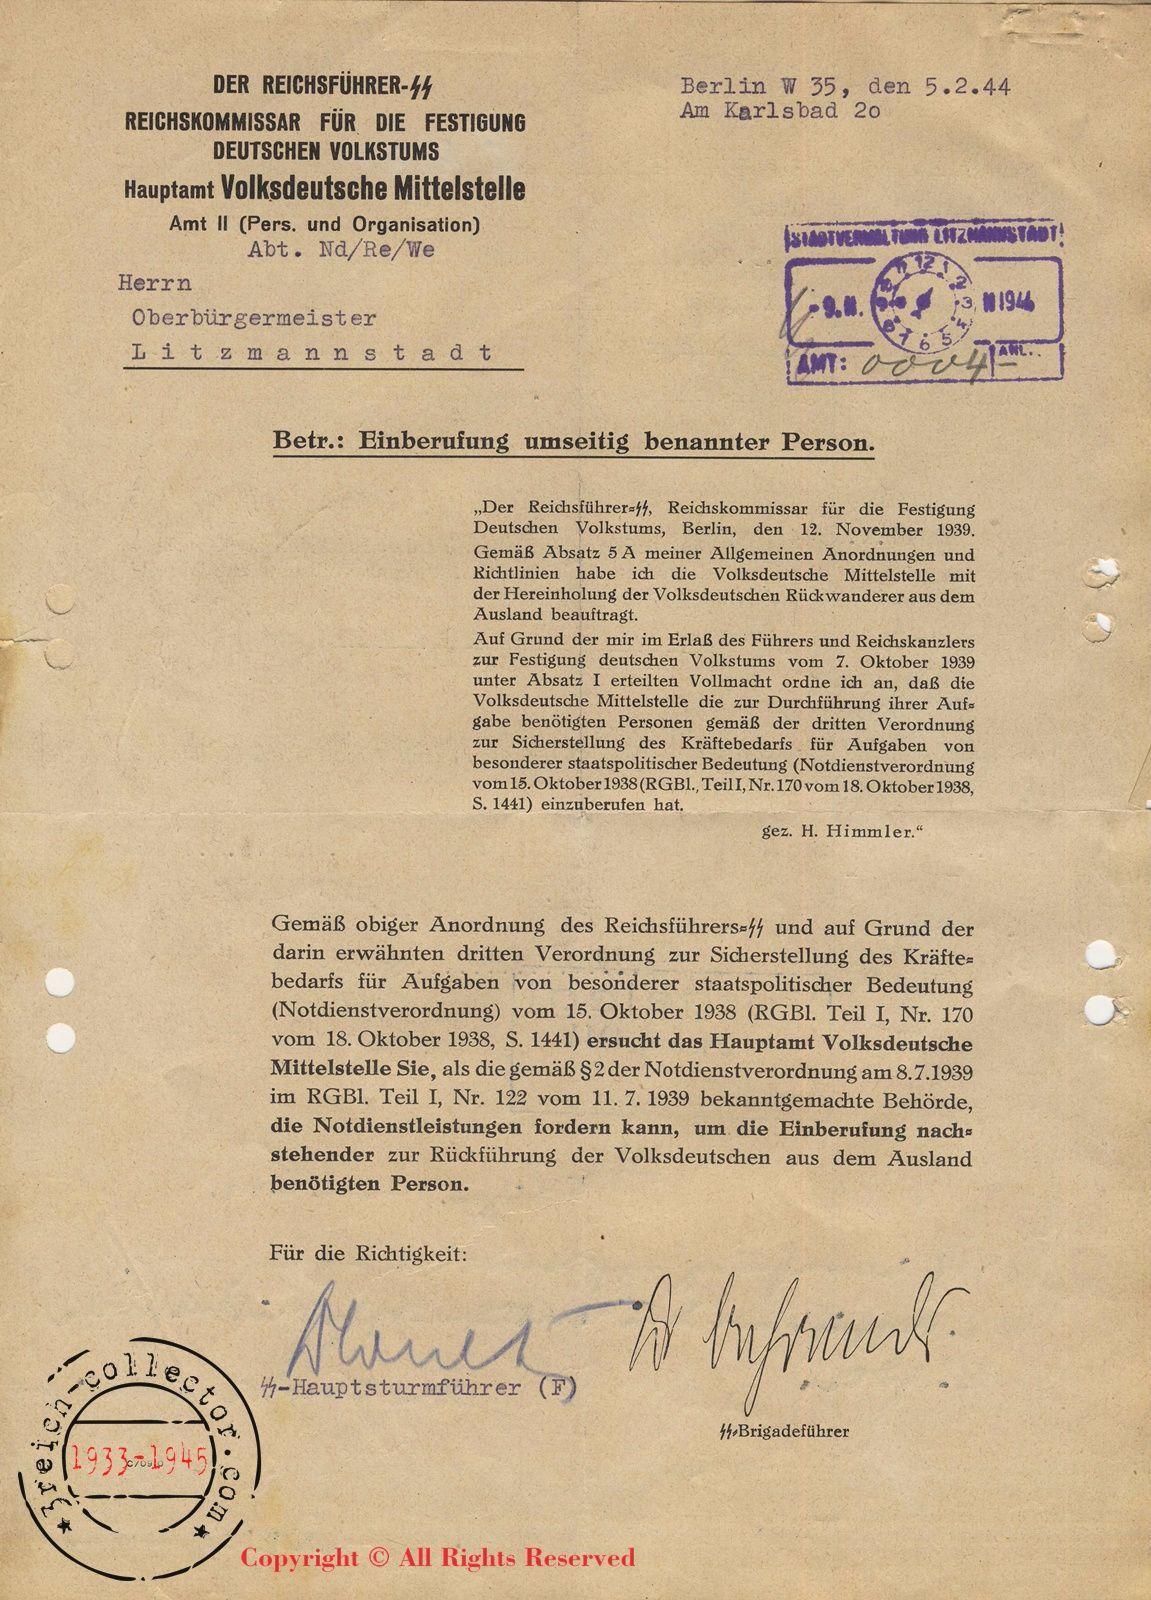 DER REICHSFÜHRER-SS
REICHSKOMMISSAR FÜR DIE FESTIGUNG
DEUTSCHEN VOLKSTUMS
Hauptamt Volksdeutsche Mittelstelle
Amt II (Pers. und Organisation)
Abt. Nd/Re/We
Berlin W 35, den 5.2.44
Am Karlsbad 20
Herrn
Oberbürgermeister
Litzmannstadt
STADTVERWALTUNG LITZMANNSTADT
-9.II.
II 1944
AMT: 0004
ANL.. -
Betr.: Einberufung umseitig benannter Person.
„Der Reichsführer=SS, Reichskommissar für die Festigung
Deutschen Volkstums, Berlin, den 12. November 1939.
Gemäß Absatz 5 A meiner Allgemeinen Anordnungen und
Richtlinien habe ich die Volksdeutsche Mittelstelle mit
der Hereinholung der Volksdeutschen Rückwanderer aus dem
Ausland beauftragt.
Auf Grund der mir im Erlaß des Führers und Reichskanzlers
zur Festigung deutschen Volkstums vom 7. Oktober 1939
unter Absatz I erteilten Vollmacht ordne ich an, daß die
Volksdeutsche Mittelstelle die zur Durchführung ihrer Auf=
gabe benötigten Personen gemäß der dritten Verordnung
zur Sicherstellung des Kräftebedarfs für Aufgaben von
besonderer staatspolitischer Bedeutung (Notdienstverordnung
vom 15. Oktober 1938 (RGBl., Teil I, Nr. 170 vom 18. Oktober 1938,
S. 1441) einzuberufen hat.
gez. H. Himmler.“
Gemäß obiger Anordnung des Reichsführers=SS und auf Grund der
darin erwähnten dritten Verordnung zur Sicherstellung des Kräfte=
bedarfs für Aufgaben von besonderer staatspolitischer Bedeutung
(Notdienstverordnung) vom 15. Oktober 1938 (RGBl. Teil I, Nr. 170
vom 18. Oktober 1938, S. 1441) ersucht das Hauptamt Volksdeutsche
Mittelstelle Sie, als die gemäß § 2 der Notdienstverordnung am 8.7.1939
im RGBl. Teil I, Nr. 122 vom 11. 7. 1939 bekanntgemachte Behörde,
die Notdienstleistungen fordern kann, um die Einberufung nach=
stehender zur Rückführung der Volksdeutschen aus dem Ausland
benötigten Person.
Für die Richtigkeit:
SS-Hauptsturmführer (F)
SS=Brigadeführer
3reich-collector.com
1933-1945
Copyright © All Rights Reserved